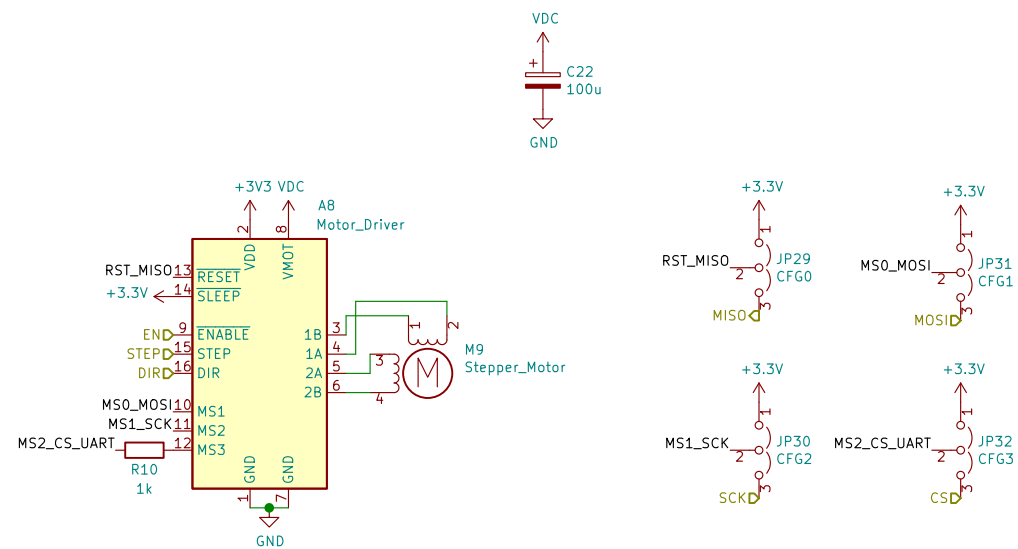 VDC
+
C22
100u
GND
+3V3 VDC
A8
Motor_Driver
2
8
VDD
VMOT
RST_MISO 13 RESET
+3.3V 14 SLEEP
EN 9 ENABLE
STEP 15 STEP
DIR 16 DIR
MS0_MOSI 10 MS1
MS1_SCK 11 MS2
MS2_CS_UART 12 MS3
R10
1k
1B 3
1A 4
2A 5
2B 6
1
2
3
4
M
M9
Stepper_Motor
GND
GND
1
7
GND
+3.3V
1
RST_MISO
2
JP29
CFG0
3
MISO
+3.3V
1
MS0_MOSI
2
JP31
CFG1
3
MOSI
+3.3V
1
MS1_SCK
2
JP30
CFG2
3
SCK
+3.3V
1
MS2_CS_UART
2
JP32
CFG3
3
CS